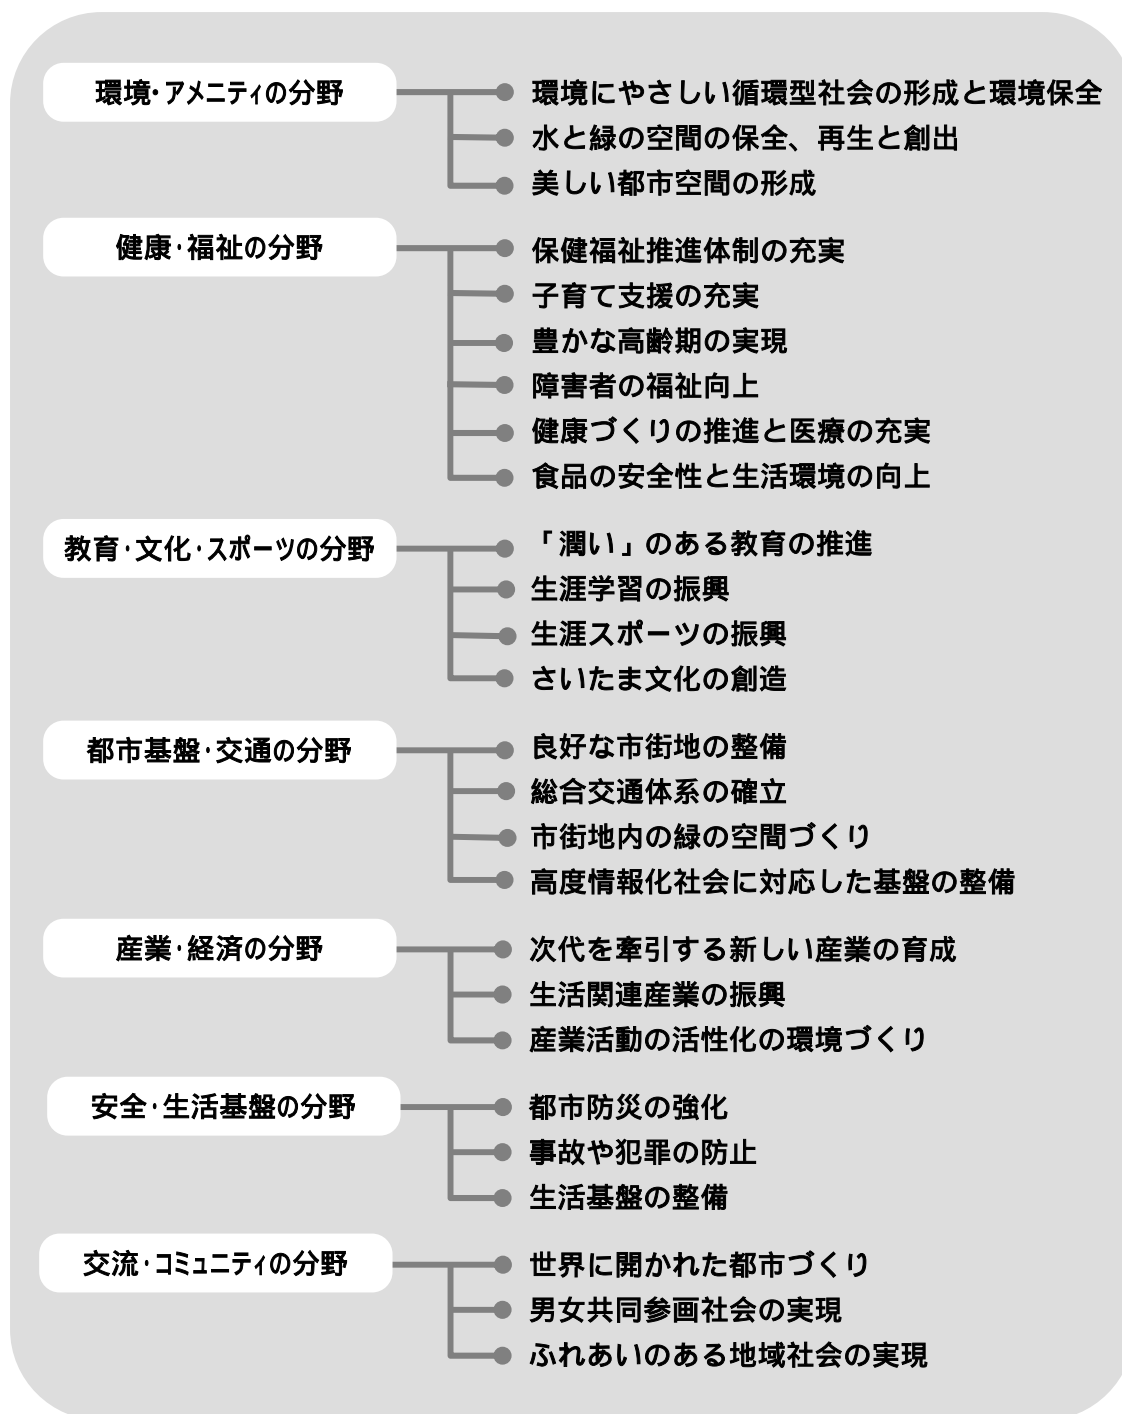 環境・アメニティの分野
環境にやさしい循環型社会の形成と環境保全
水と緑の空間の保全、再生と創出
美しい都市空間の形成
健康・福祉の分野
保健福祉推進体制の充実
子育て支援の充実
豊かな高齢期の実現
障害者の福祉向上
健康づくりの推進と医療の充実
食品の安全性と生活環境の向上
教育・文化・スポーツの分野
「潤い」のある教育の推進
生涯学習の振興
生涯スポーツの振興
さいたま文化の創造
都市基盤・交通の分野
良好な市街地の整備
総合交通体系の確立
市街地内の緑の空間づくり
高度情報化社会に対応した基盤の整備
産業・経済の分野
次代を牽引する新しい産業の育成
生活関連産業の振興
産業活動の活性化の環境づくり
安全・生活基盤の分野
都市防災の強化
事故や犯罪の防止
生活基盤の整備
交流・コミュニティの分野
世界に開かれた都市づくり
男女共同参画社会の実現
ふれあいのある地域社会の実現